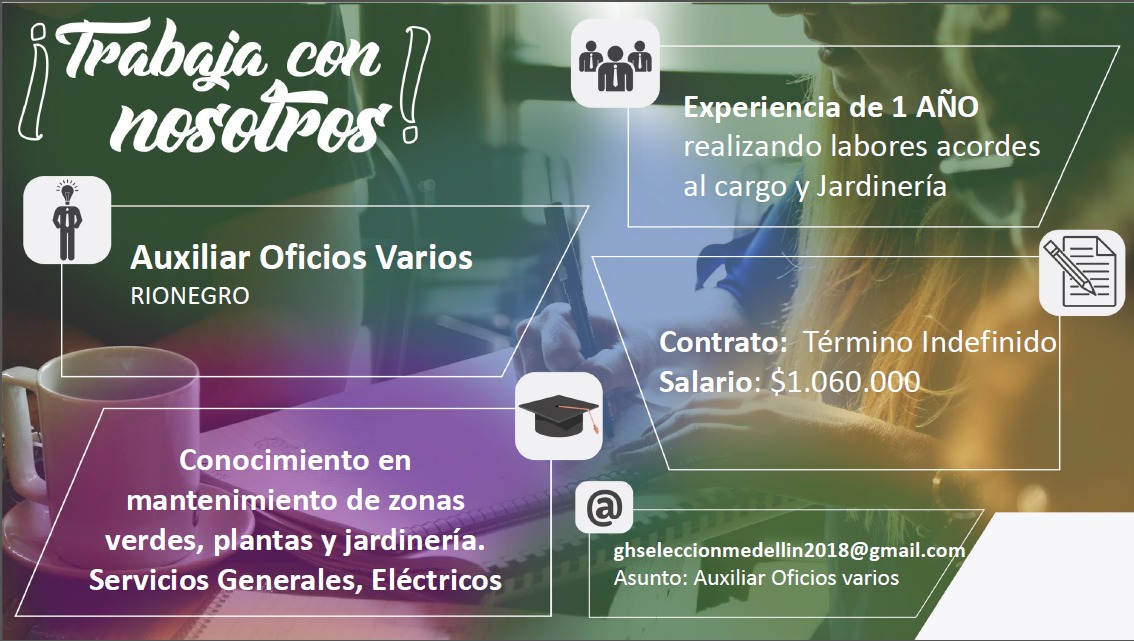 ¡Trabaja con
nosotros!
Auxiliar Oficios Varios
RIONEGRO
Conocimiento en
mantenimiento de zonas
verdes, plantas y jardinería.
Servicios Generales, Eléctricos
Experiencia de 1 AÑO
realizando labores acordes
al cargo y Jardinería
Contrato: Término Indefinido
Salario: $1.060.000
@
ghseleccionmedellin2018@gmail.com
Asunto: Auxiliar Oficios varios